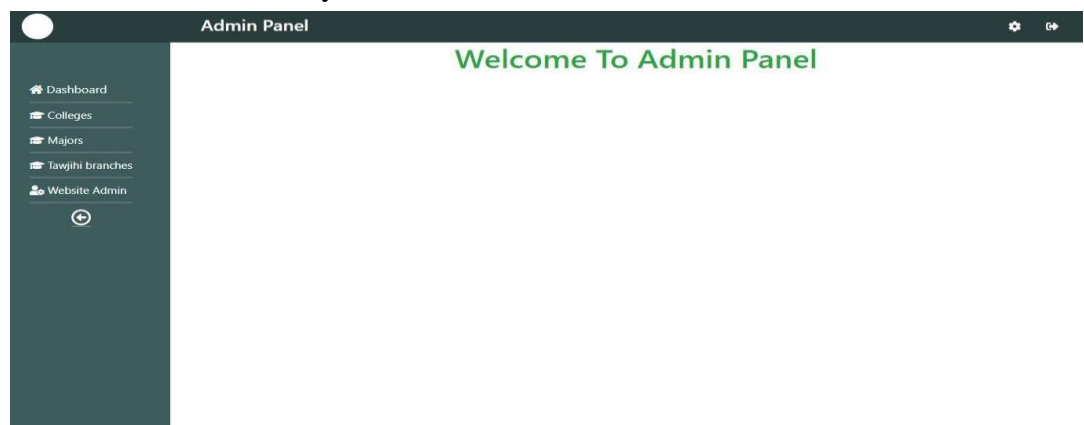 Admin Panel
Welcome To Admin Panel
Dashboard
Colleges
Majors
Tawjihi branches
Website Admin